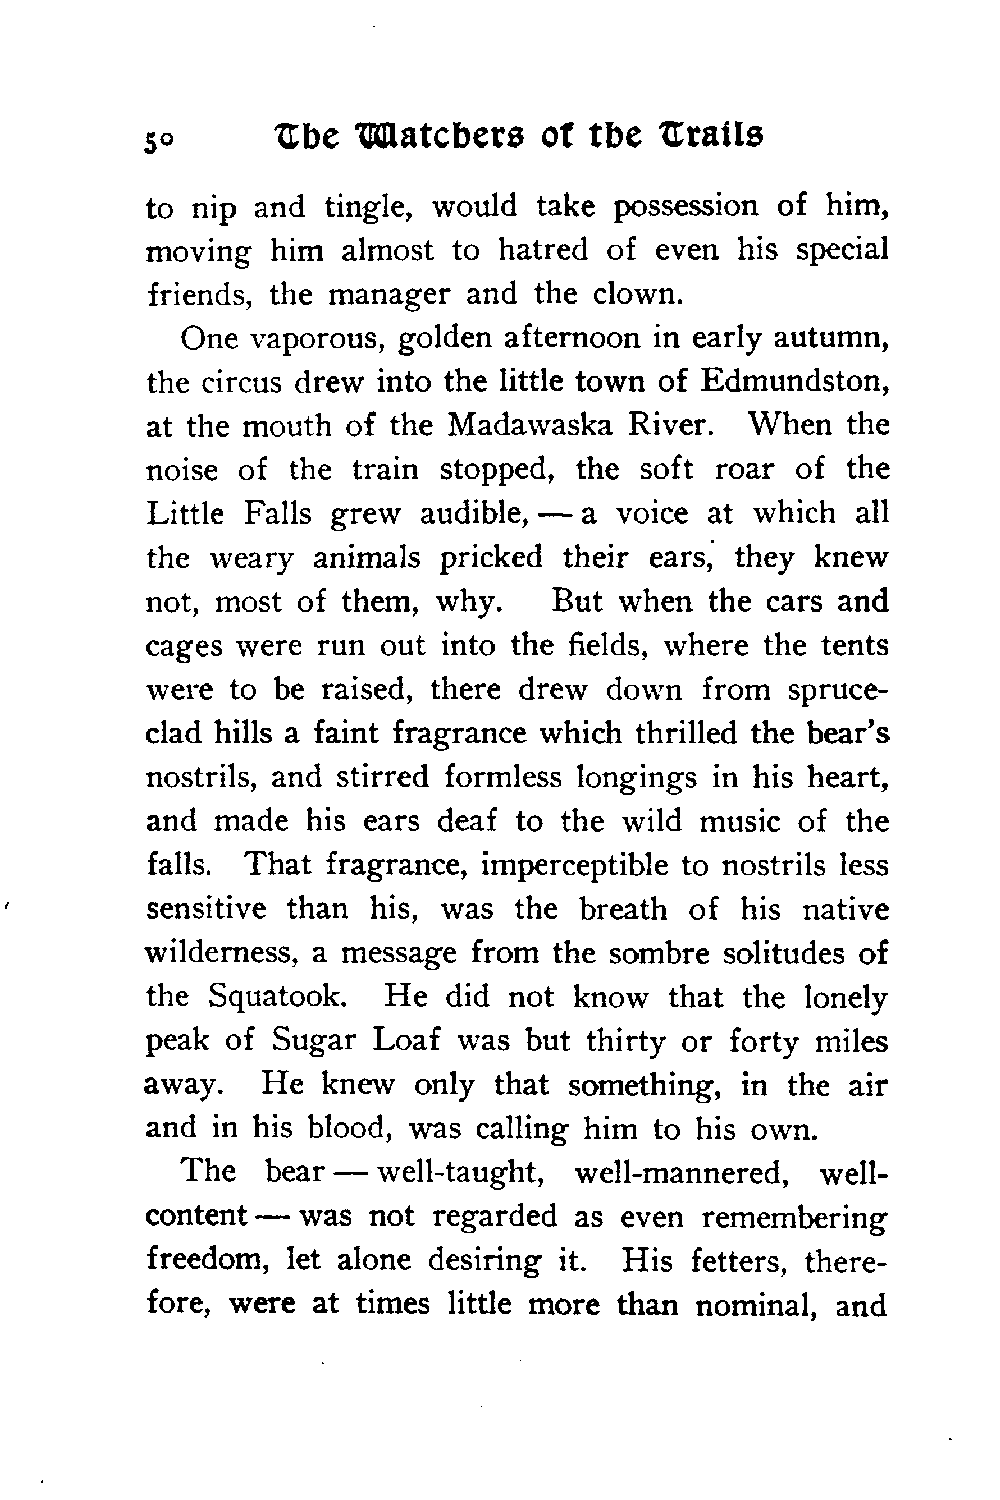 50 The Watchers of the Trails
to nip and tingle, would take possession of him,
moving him almost to hatred of even his special
friends, the manager and the clown.
One vaporous, golden afternoon in early autumn,
the circus drew into the little town of Edmundston,
at the mouth of the Madawaska River. When the
noise of the train stopped, the soft roar of the
Little Falls grew audible, — a voice at which all
the weary animals pricked their ears, they knew
not, most of them, why. But when the cars and
cages were run out into the fields, where the tents
were to be raised, there drew down from spruce-
clad hills a faint fragrance which thrilled the bear's
nostrils, and stirred formless longings in his heart,
and made his ears deaf to the wild music of the
falls. That fragrance, imperceptible to nostrils less
sensitive than his, was the breath of his native
wilderness, a message from the sombre solitudes of
the Squatook. He did not know that the lonely
peak of Sugar Loaf was but thirty or forty miles
away. He knew only that something, in the air
and in his blood, was calling him to his own.
The bear — well-taught, well-mannered, well-
content — was not regarded as even remembering
freedom, let alone desiring it. His fetters, there-
fore, were at times little more than nominal, and